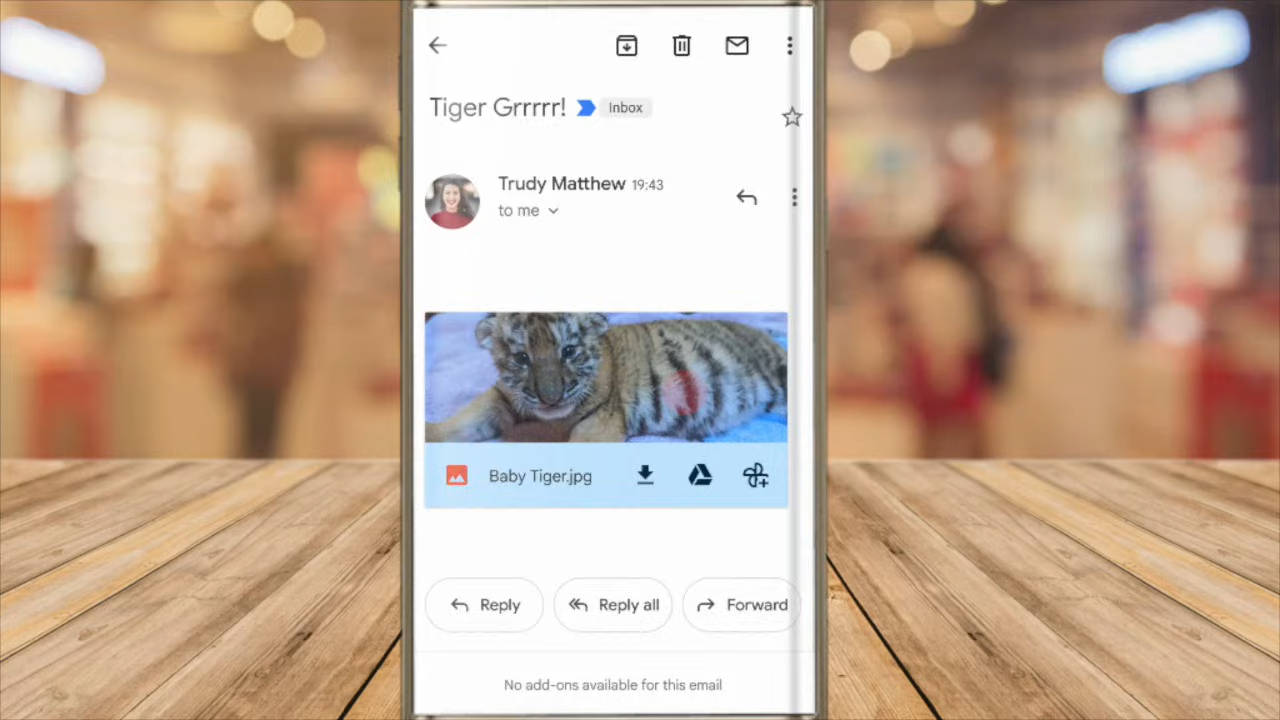 Tiger Grrrrr! Inbox
Trudy Matthew 19:43
to me
Baby Tiger.jpg
Reply
Reply all
Forward
No add-ons available for this email